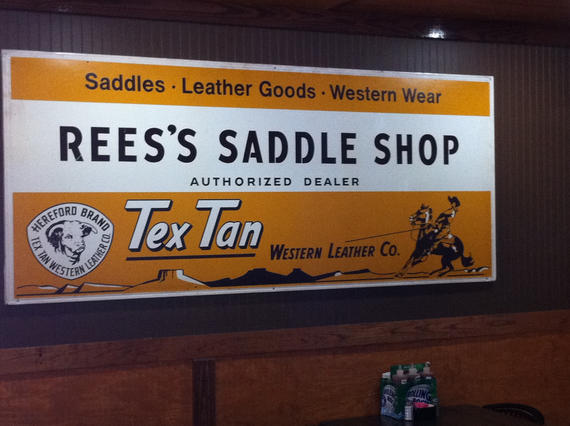 Saddles · Leather Goods · Western Wear
REES'S SADDLE SHOP
AUTHORIZED DEALER
HEREFORD BRAND
TEX TAN WESTERN LEATHER CO.
Tex Tan
WESTERN LEATHER CO.
ROLLING